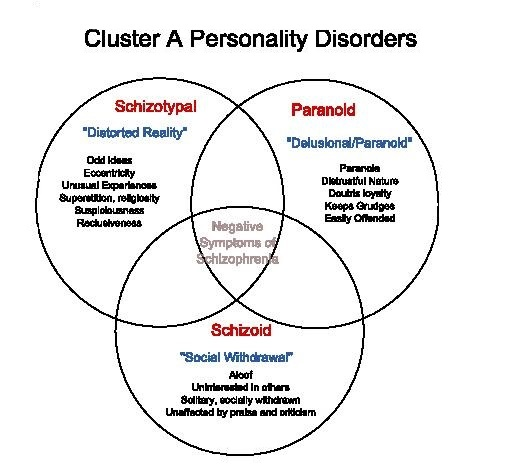 Cluster A Personality Disorders
Schizotypal
"Distorted Reality"
Odd Ideas
Eccentricity
Unusual Experiences
Superstition, religiosity
Suspiciousness
Reclusiveness
Paranoid
"Delusional/Paranoid"
Paranoia
Distrustful Nature
Doubts loyalty
Keeps Grudges
Easily Offended
Negative
Symptoms of
Schizophrenia
Schizoid
"Social Withdrawal"
Aloof
Uninterested in others
Solitary, socially withdrawn
Unaffected by praise and criticism